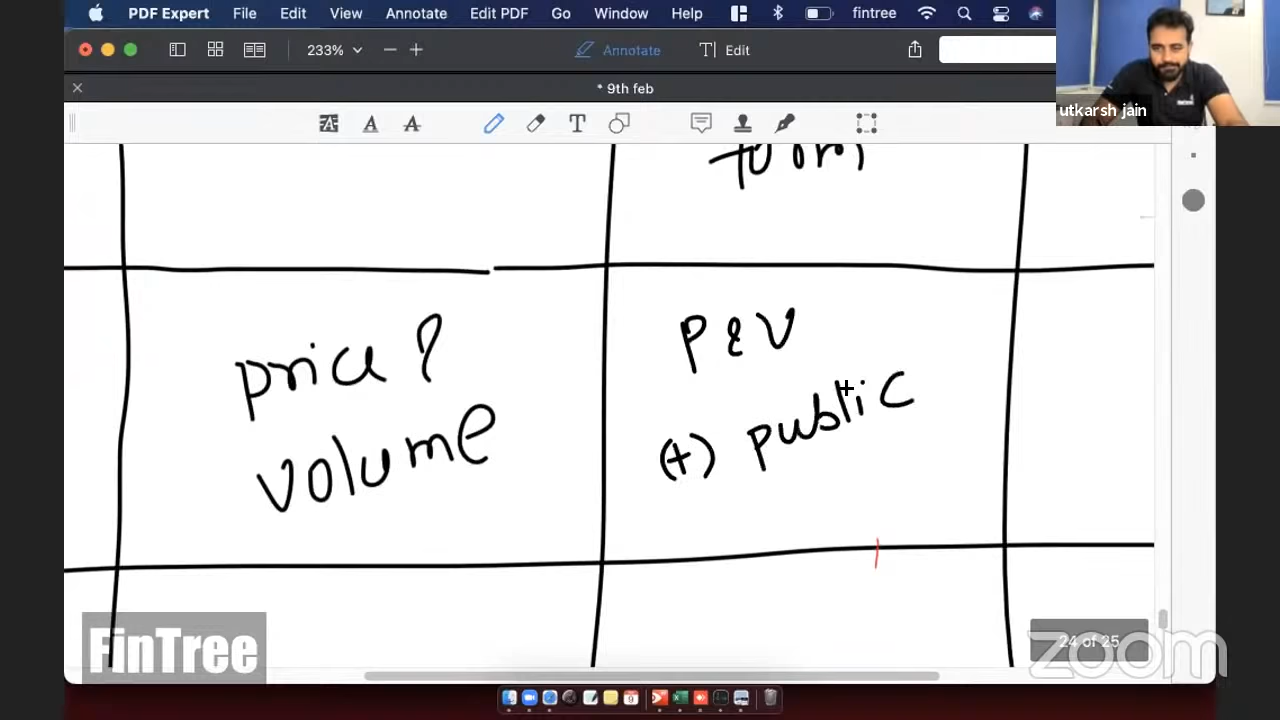 PDF Expert File Edit View Annotate Edit PDF Go Window Help fintree
233% Annotate T| Edit
* 9th feb
utkarsh jain
form
price &
volume
P & V
(+) public
FinTree
24 of 25
zoom